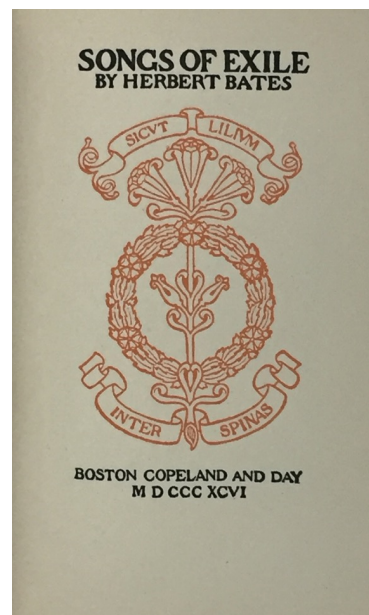 SONGS OF EXILE
BY HERBERT BATES
SICVT LILIVM
INTER SPINAS
BOSTON COPELAND AND DAY
M D CCC XCVI